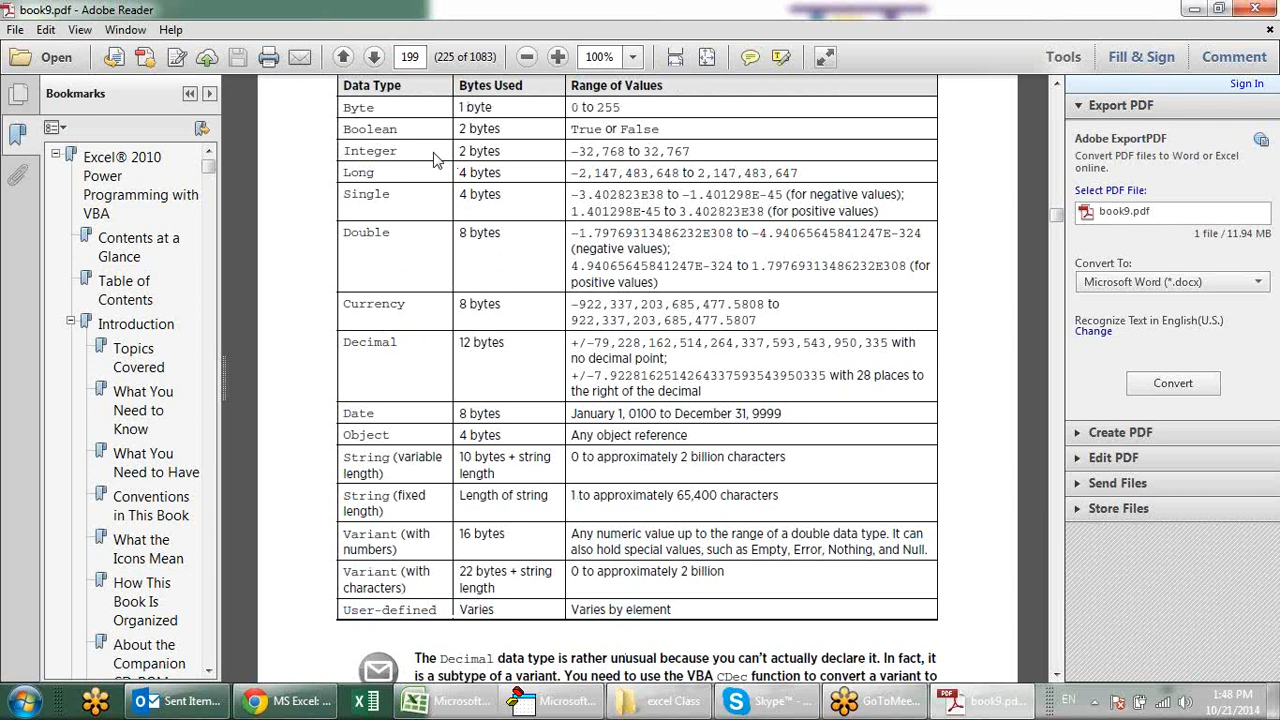 book9.pdf - Adobe Reader
File Edit View Window Help
Open 199 (225 of 1083) 100% Tools Fill & Sign Comment
Bookmarks
Excel® 2010
Power
Programming with
VBA
Contents at a
Glance
Table of
Contents
Introduction
Topics
Covered
What You
Need to
Know
What You
Need to Have
Conventions
in This Book
What the
Icons Mean
How This
Book Is
Organized
About the
Companion
Data Type Bytes Used Range of Values
Byte 1 byte 0 to 255
Boolean 2 bytes True or False
Integer 2 bytes -32,768 to 32,767
Long 4 bytes -2,147,483,648 to 2,147,483,647
Single 4 bytes -3.402823E38 to -1.401298E-45 (for negative values);
1.401298E-45 to 3.402823E38 (for positive values)
Double 8 bytes -1.79769313486232E308 to -4.94065645841247E-324
(negative values);
4.94065645841247E-324 to 1.79769313486232E308 (for
positive values)
Currency 8 bytes -922,337,203,685,477.5808 to
922,337,203,685,477.5807
Decimal 12 bytes +/-79,228,162,514,264,337,593,543,950,335 with
no decimal point;
+/-7.9228162514264337593543950335 with 28 places to
the right of the decimal
Date 8 bytes January 1, 0100 to December 31, 9999
Object 4 bytes Any object reference
String (variable 10 bytes + string 0 to approximately 2 billion characters
length) length
String (fixed Length of string 1 to approximately 65,400 characters
length)
Variant (with 16 bytes Any numeric value up to the range of a double data type. It can
numbers) also hold special values, such as Empty, Error, Nothing, and Null.
Variant (with 22 bytes + string 0 to approximately 2 billion
characters) length
User-defined Varies Varies by element
The Decimal data type is rather unusual because you can't actually declare it. In fact, it
is a subtype of a variant. You need to use the VBA CDec function to convert a variant to
Sign In
Export PDF
Adobe ExportPDF
Convert PDF files to Word or Excel
online.
Select PDF File:
book9.pdf
1 file / 11.94 MB
Convert To:
Microsoft Word (*.docx)
Recognize Text in English(U.S.)
Change
Convert
Create PDF
Edit PDF
Send Files
Store Files
Sent Item... MS Excel: ... Microsoft... Microsoft... excel Class Skype™ -... GoToMee... book9.pd... EN 1:48 PM
10/21/2014